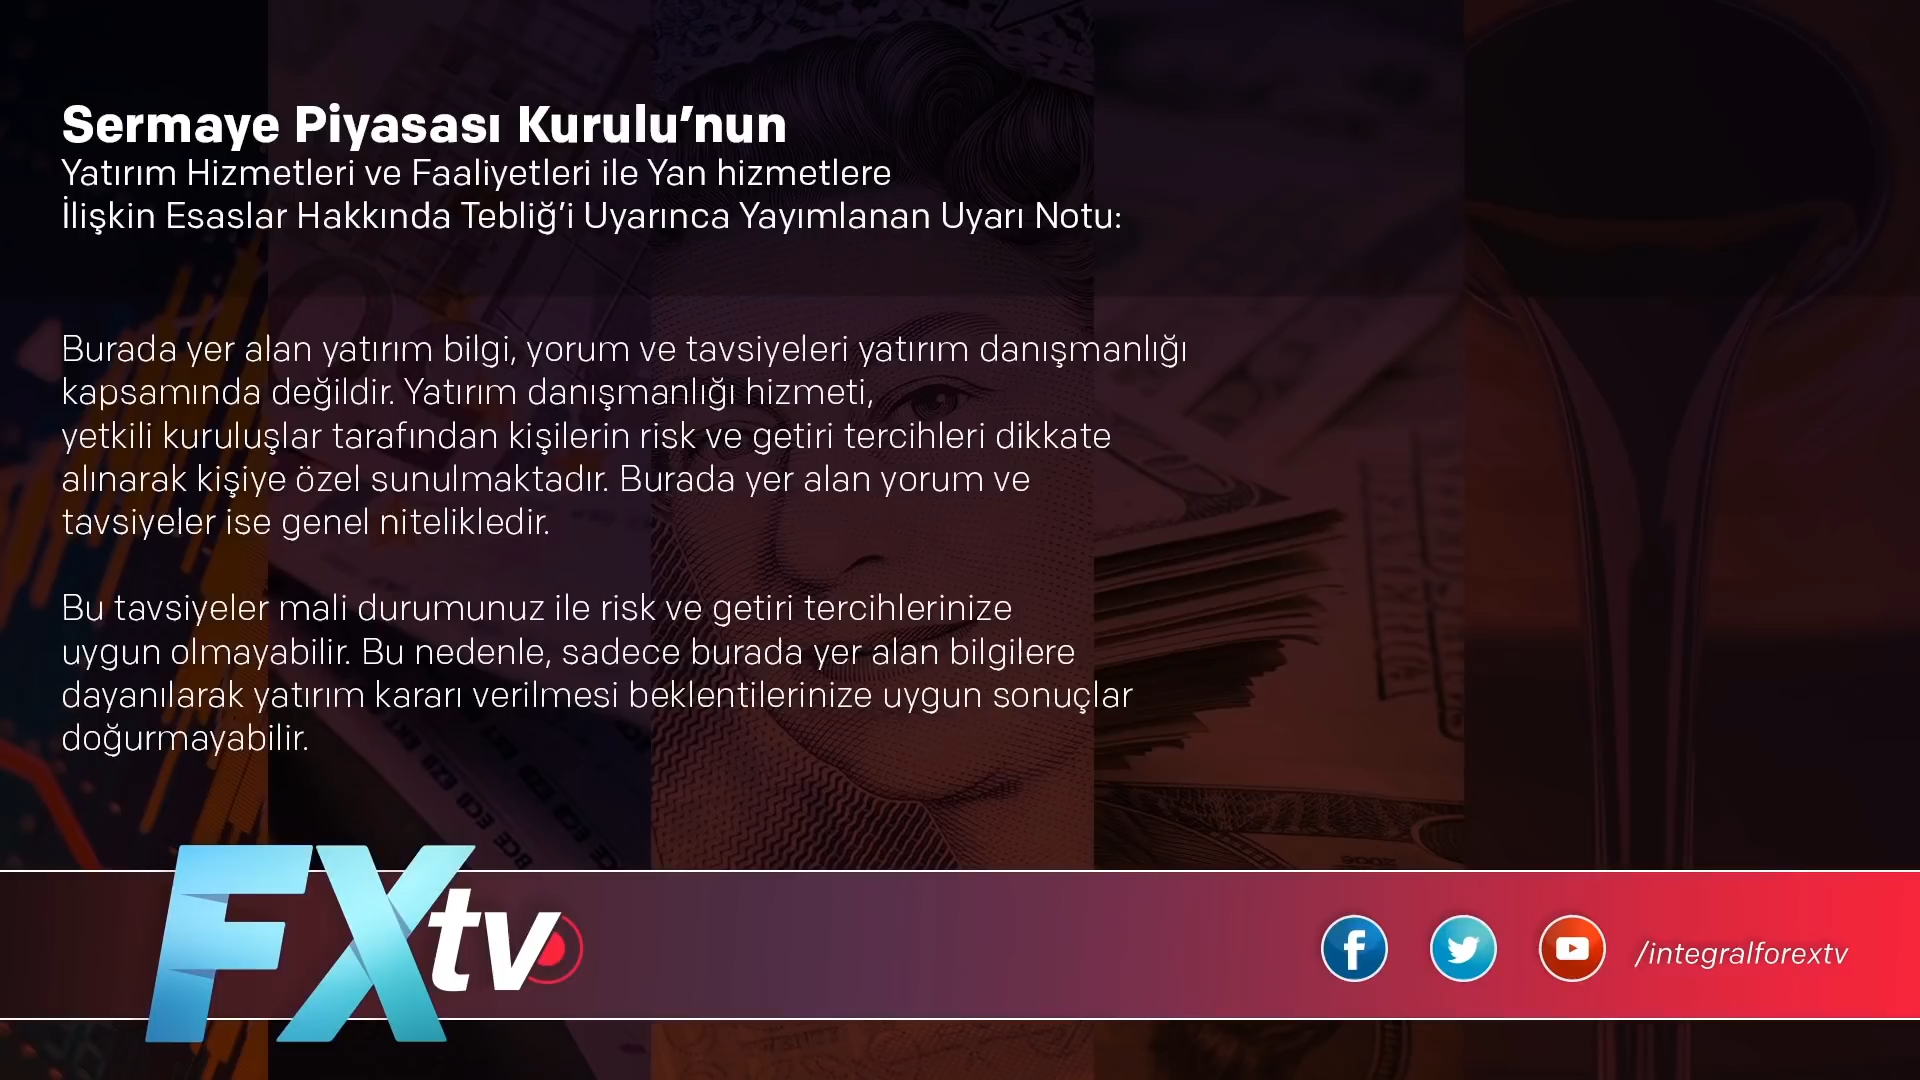 Sermaye Piyasası Kurulu’nun
Yatırım Hizmetleri ve Faaliyetleri ile Yan hizmetlere
İlişkin Esaslar Hakkında Tebliğ’i Uyarınca Yayımlanan Uyarı Notu:
Burada yer alan yatırım bilgi, yorum ve tavsiyeleri yatırım danışmanlığı
kapsamında değildir. Yatırım danışmanlığı hizmeti,
yetkili kuruluşlar tarafından kişilerin risk ve getiri tercihleri dikkate
alınarak kişiye özel sunulmaktadır. Burada yer alan yorum ve
tavsiyeler ise genel nitelikledir.
Bu tavsiyeler mali durumunuz ile risk ve getiri tercihlerinize
uygun olmayabilir. Bu nedenle, sadece burada yer alan bilgilere
dayanılarak yatırım kararı verilmesi beklentilerinize uygun sonuçlar
doğurmayabilir.
FXtv
/integralforextv